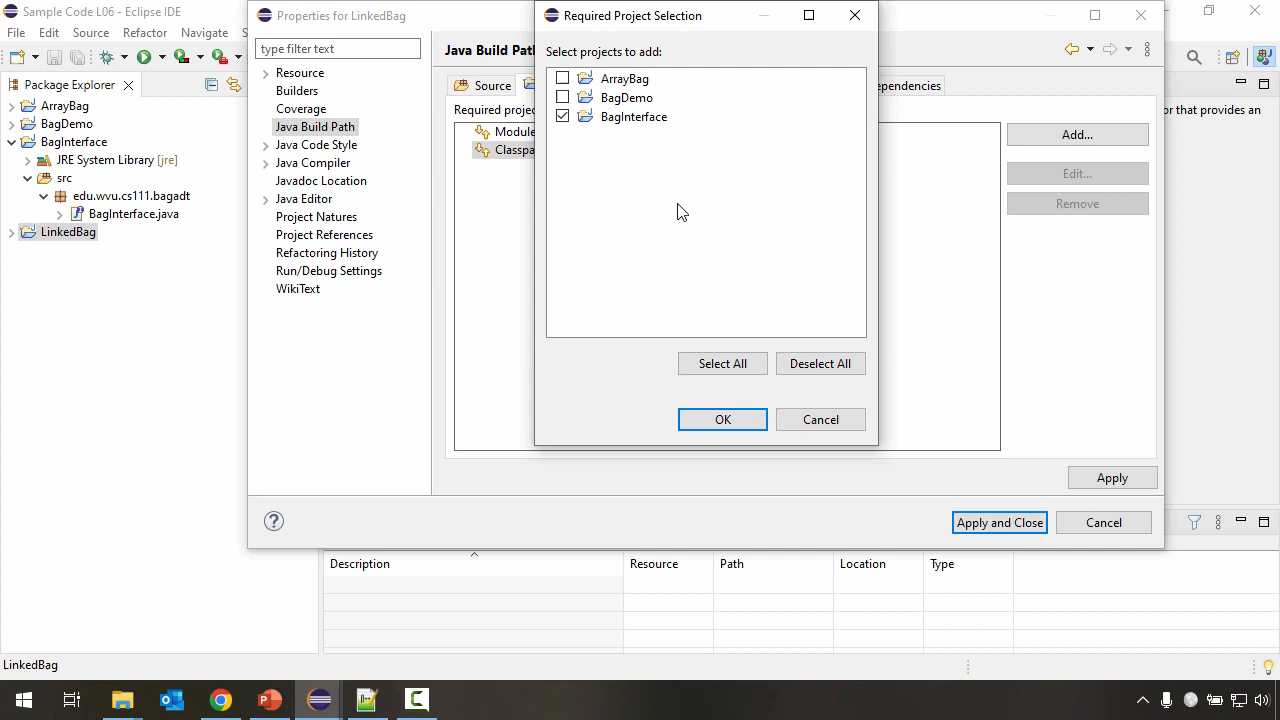 Sample Code L06 - Eclipse IDE
File Edit Source Refactor Navigate
Package Explorer
ArrayBag
BagDemo
BagInterface
JRE System Library [jre]
src
edu.wvu.cs111.bagadt
BagInterface.java
LinkedBag
Properties for LinkedBag
type filter text
Resource
Builders
Coverage
Java Build Path
Java Code Style
Java Compiler
Javadoc Location
Java Editor
Project Natures
Project References
Refactoring History
Run/Debug Settings
WikiText
Java Build Path
Source
Required proje
Module
Classpa
Required Project Selection
Select projects to add:
ArrayBag
BagDemo
BagInterface
Select All Deselect All
OK Cancel
ependencies
Add...
Edit...
Remove
Apply
Apply and Close Cancel
or that provides an
Description Resource Path Location Type
LinkedBag